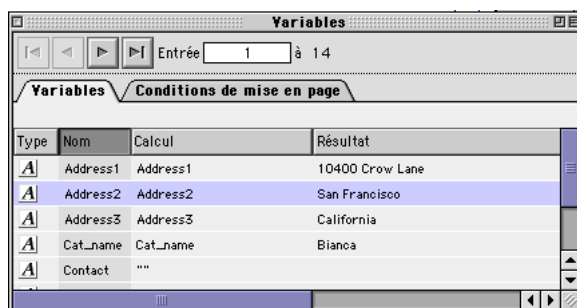 Variables
Entrée 1 à 14
Variables Conditions de mise en page
Type Nom Calcul Résultat
A Address1 Address1 10400 Crow Lane
A Address2 Address2 San Francisco
A Address3 Address3 California
A Cat_name Cat_name Bianca
A Contact ""